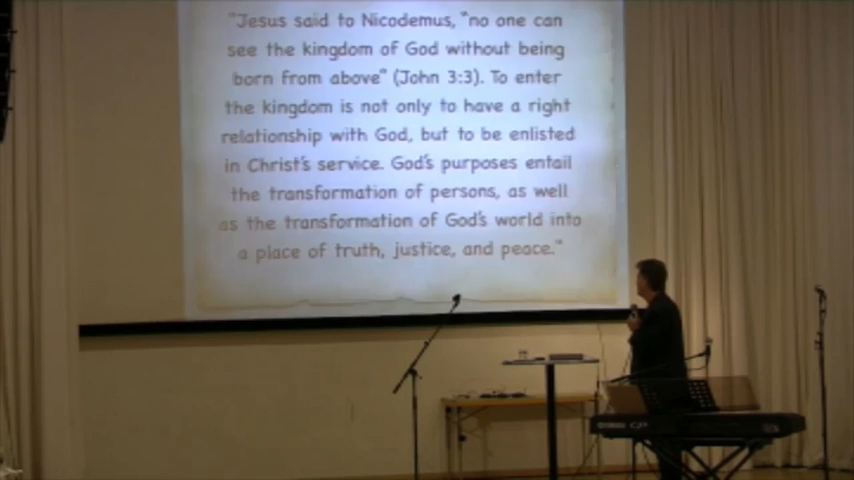 "Jesus said to Nicodemus, "no one can
see the kingdom of God without being
born from above" (John 3:3). To enter
the kingdom is not only to have a right
relationship with God, but to be enlisted
in Christ's service. God's purposes entail
the transformation of persons, as well
as the transformation of God's world into
a place of truth, justice, and peace."